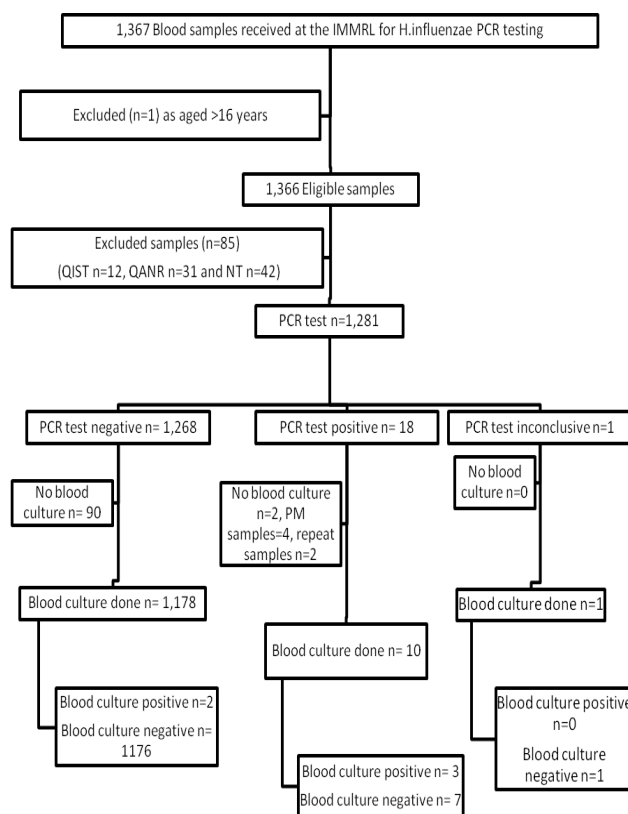 1,367 Blood samples received at the IMMRL for H.influenzae PCR testing
Excluded (n=1) as aged >16 years
1,366 Eligible samples
Excluded samples (n=85)
(QIST n=12, QANR n=31 and NT n=42)
PCR test n=1,281
PCR test negative n= 1,268
PCR test positive n= 18
PCR test inconclusive n=1
No blood
culture n= 90
No blood culture
n=2, PM
samples=4, repeat
samples n=2
No blood
culture n=0
Blood culture done n= 1,178
Blood culture done n= 10
Blood culture done n=1
Blood culture positive n=2
Blood culture negative n=
1176
Blood culture positive n= 3
Blood culture negative n= 7
Blood culture positive
n=0
Blood culture
negative n=1